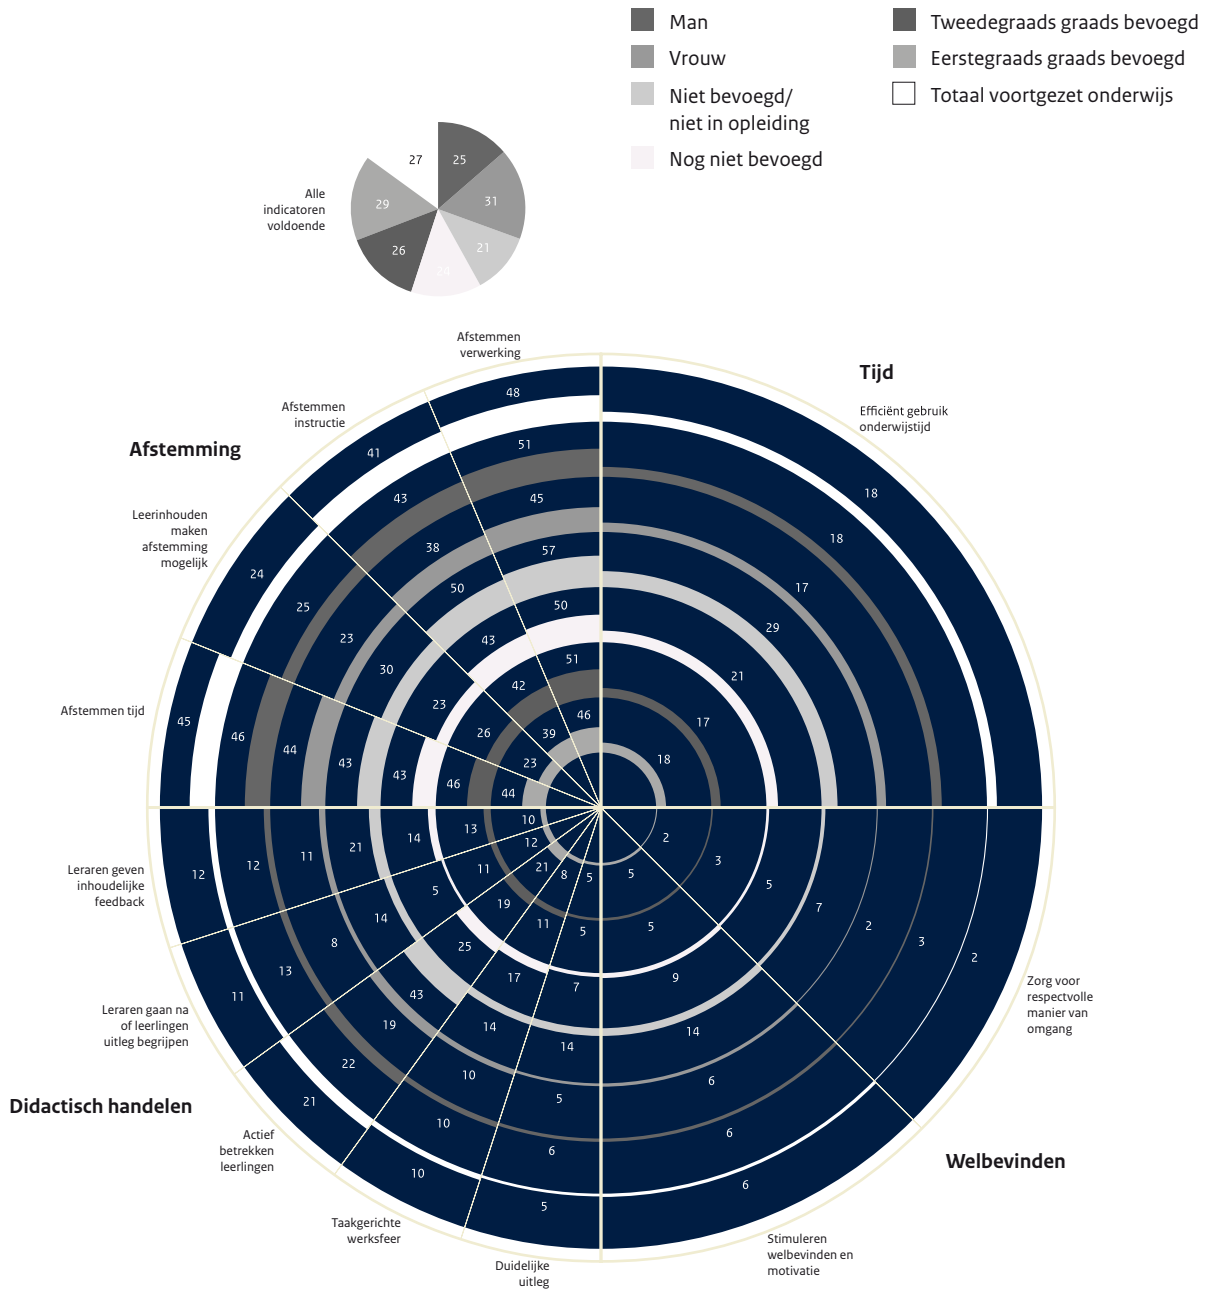 Man
Vrouw
Niet bevoegd/
niet in opleiding
Nog niet bevoegd
Tweedegraads graads bevoegd
Eerstegraads graads bevoegd
Totaal voortgezet onderwijs
Alle
indicatoren
voldoende
27
25
31
21
24
26
29
Tijd
Efficiënt gebruik
onderwijstijd
18
18
17
29
21
17
18
Welbevinden
Zorg voor
respectvolle
manier van
omgang
2
3
2
7
5
3
2
Stimuleren
welbevinden en
motivatie
6
6
6
14
9
5
5
Didactisch handelen
Duidelijke
uitleg
5
6
5
14
7
5
5
Taakgerichte
werksfeer
10
10
10
14
17
11
8
Actief
betrekken
leerlingen
21
22
19
43
25
19
21
Leraren gaan na
of leerlingen
uitleg begrijpen
11
13
8
14
5
11
12
Leraren geven
inhoudelijke
feedback
12
12
11
21
14
13
10
Afstemming
Afstemmen tijd
45
46
44
43
43
46
44
Leerinhouden
maken
afstemming
mogelijk
24
25
23
30
23
26
23
Afstemmen
instructie
41
43
38
50
43
42
39
Afstemmen
verwerking
48
51
45
57
50
51
46